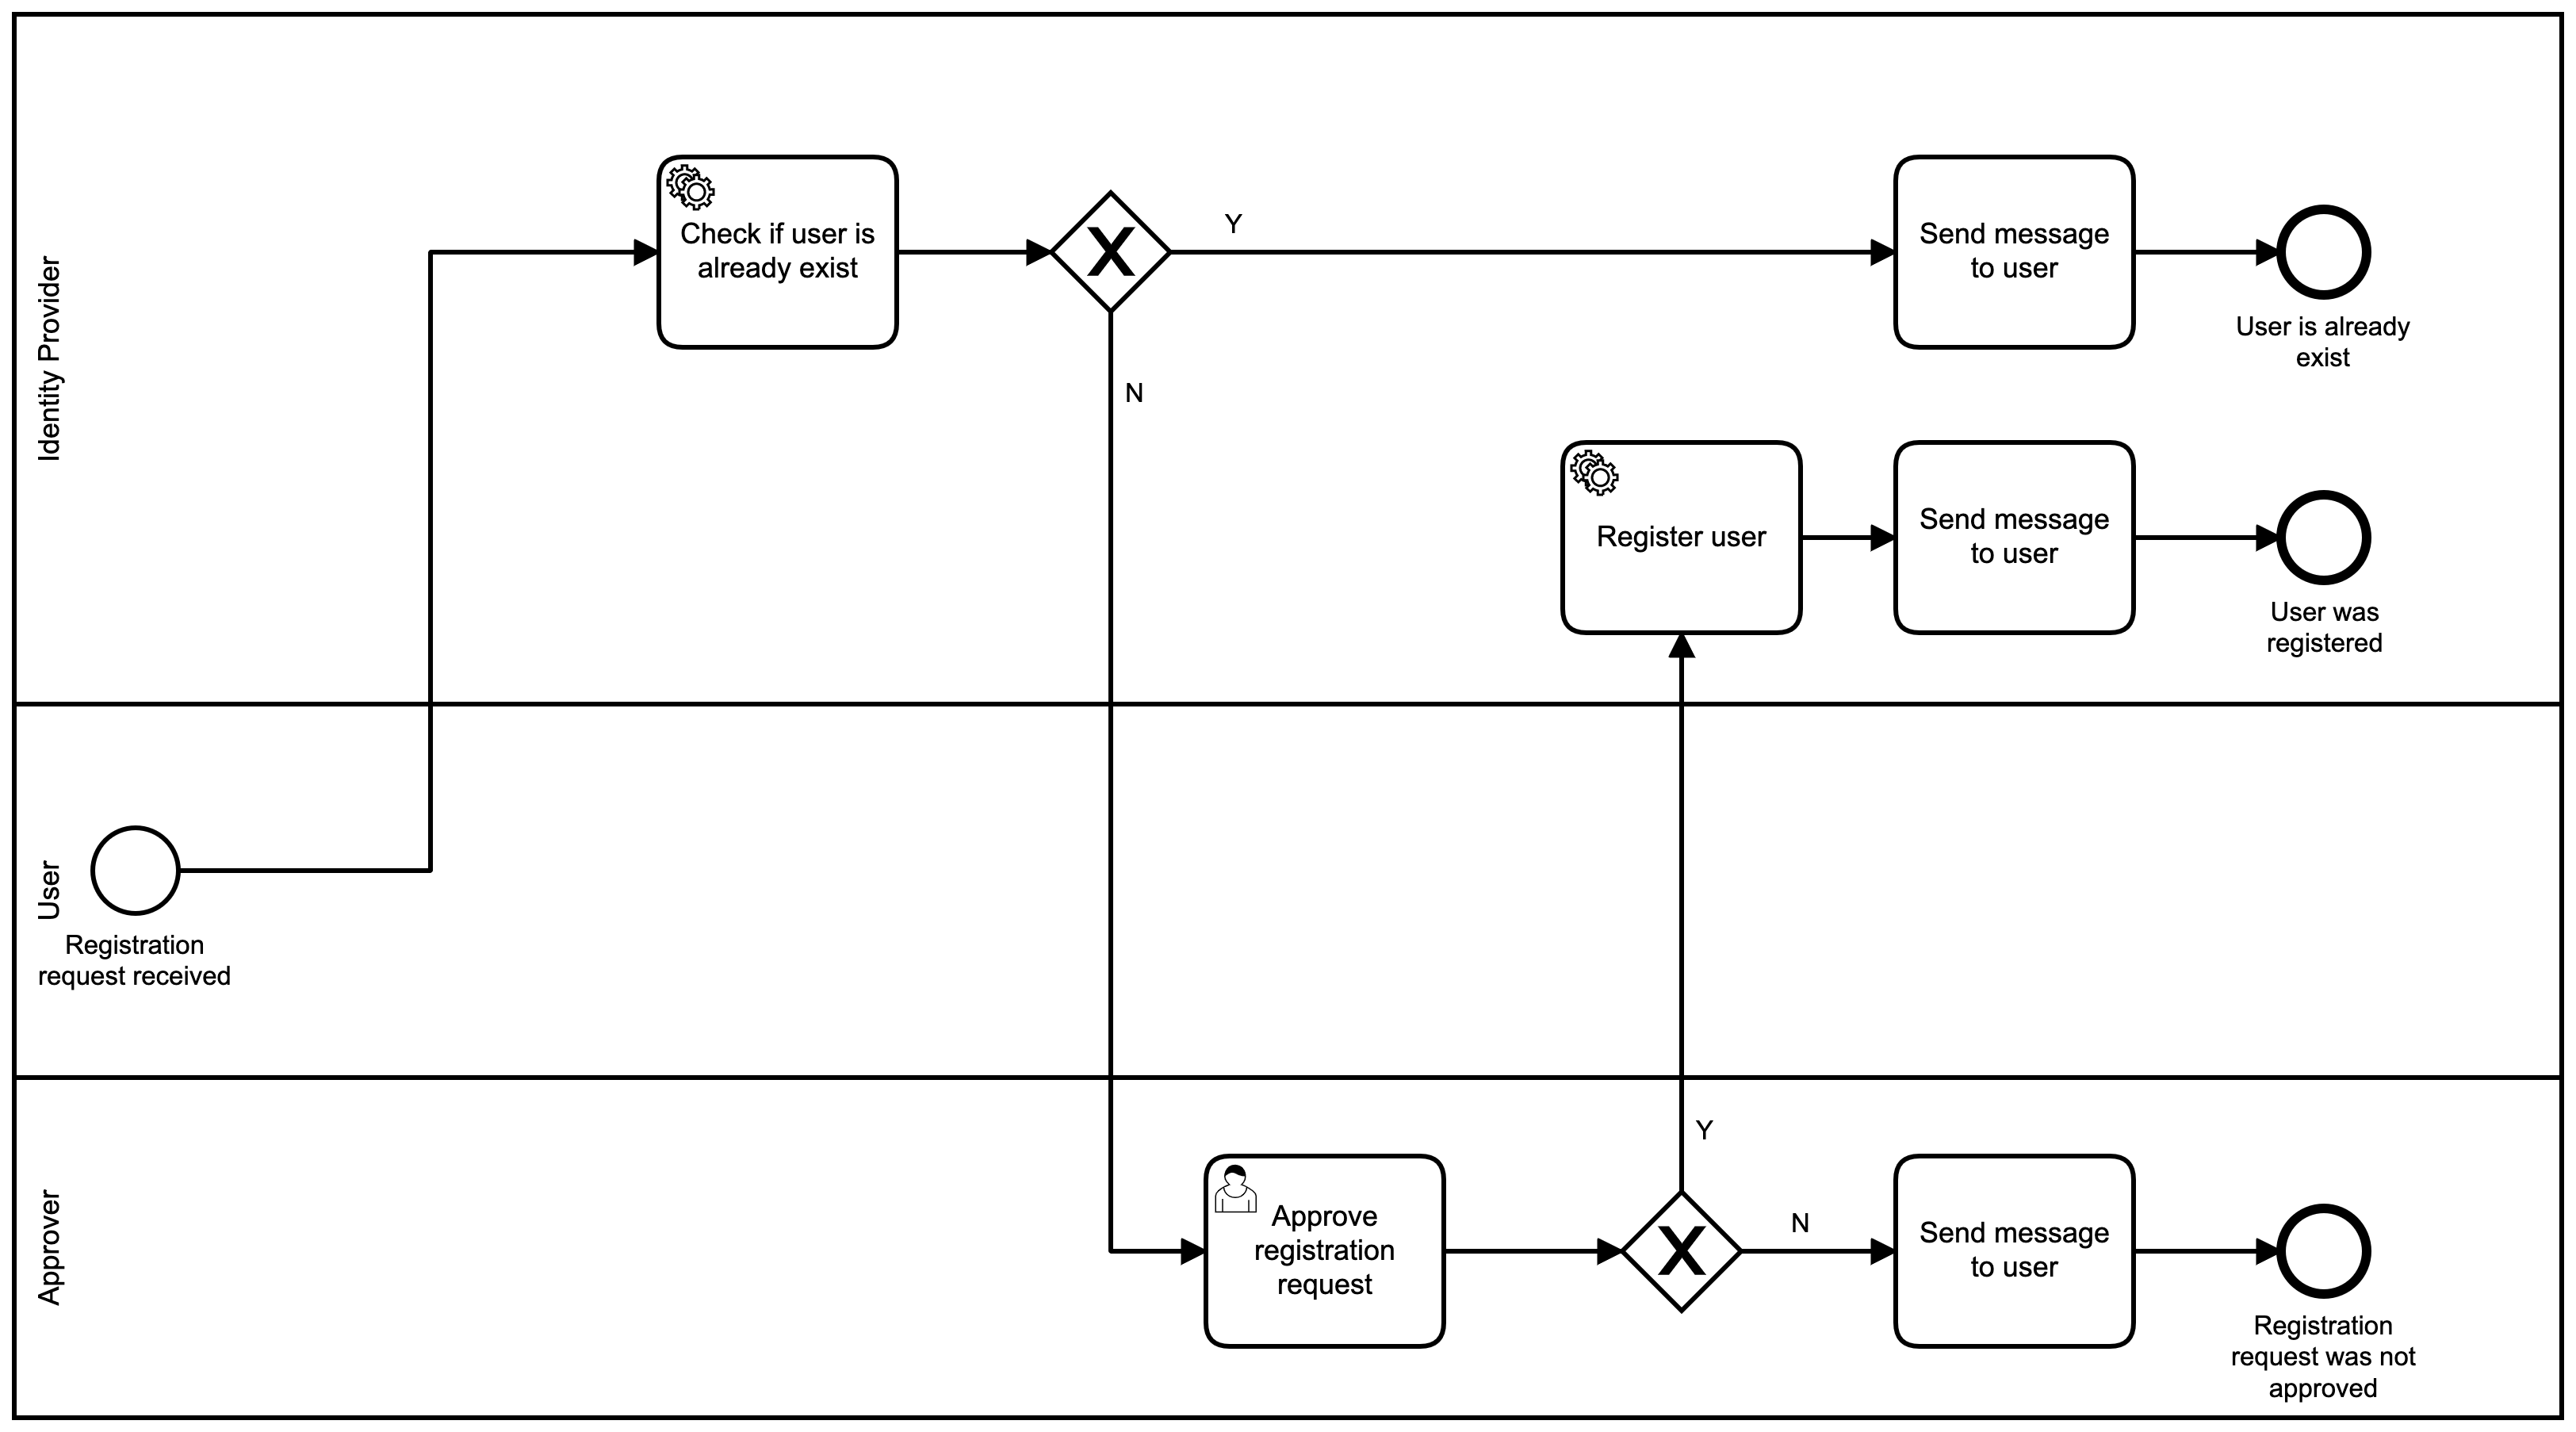 Identity Provider
Check if user is
already exist
Y
N
Send message
to user
User is already
exist
Register user
Send message
to user
User was
registered
User
Registration
request received
Approver
Approve
registration
request
Y
N
Send message
to user
Registration
request was not
approved